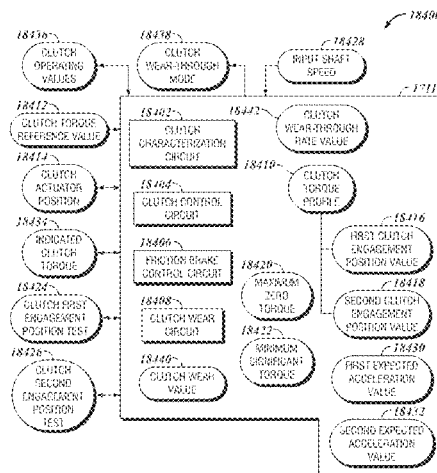 18400
18436
CLUTCH
OPERATING
VALUES
18438
CLUTCH
WEAR-THROUGH
MODE
18428
INPUT SHAFT
SPEED
1711
18412
CLUTCH TORQUE
REFERENCE VALUE
18402
CLUTCH
CHARACTERIZATION
CIRCUIT
18442
CLUTCH
WEAR-THROUGH
RATE VALUE
18414
CLUTCH
ACTUATOR
POSITION
18410
CLUTCH
TORQUE
PROFILE
18404
CLUTCH CONTROL
CIRCUIT
18434
INDICATED
CLUTCH
TORQUE
18406
FRICTION BRAKE
CONTROL CIRCUIT
18416
FIRST CLUTCH
ENGAGEMENT
POSITION VALUE
18420
MAXIMUM
ZERO
TORQUE
18418
SECOND CLUTCH
ENGAGEMENT
POSITION VALUE
18424
CLUTCH FIRST
ENGAGEMENT
POSITION TEST
18408
CLUTCH WEAR
CIRCUIT
18422
MINIMUM
SIGNIFICANT
TORQUE
18430
FIRST EXPECTED
ACCELERATION
VALUE
18426
CLUTCH
SECOND
ENGAGEMENT
POSITION
TEST
18440
CLUTCH WEAR
VALUE
18432
SECOND EXPECTED
ACCELERATION
VALUE